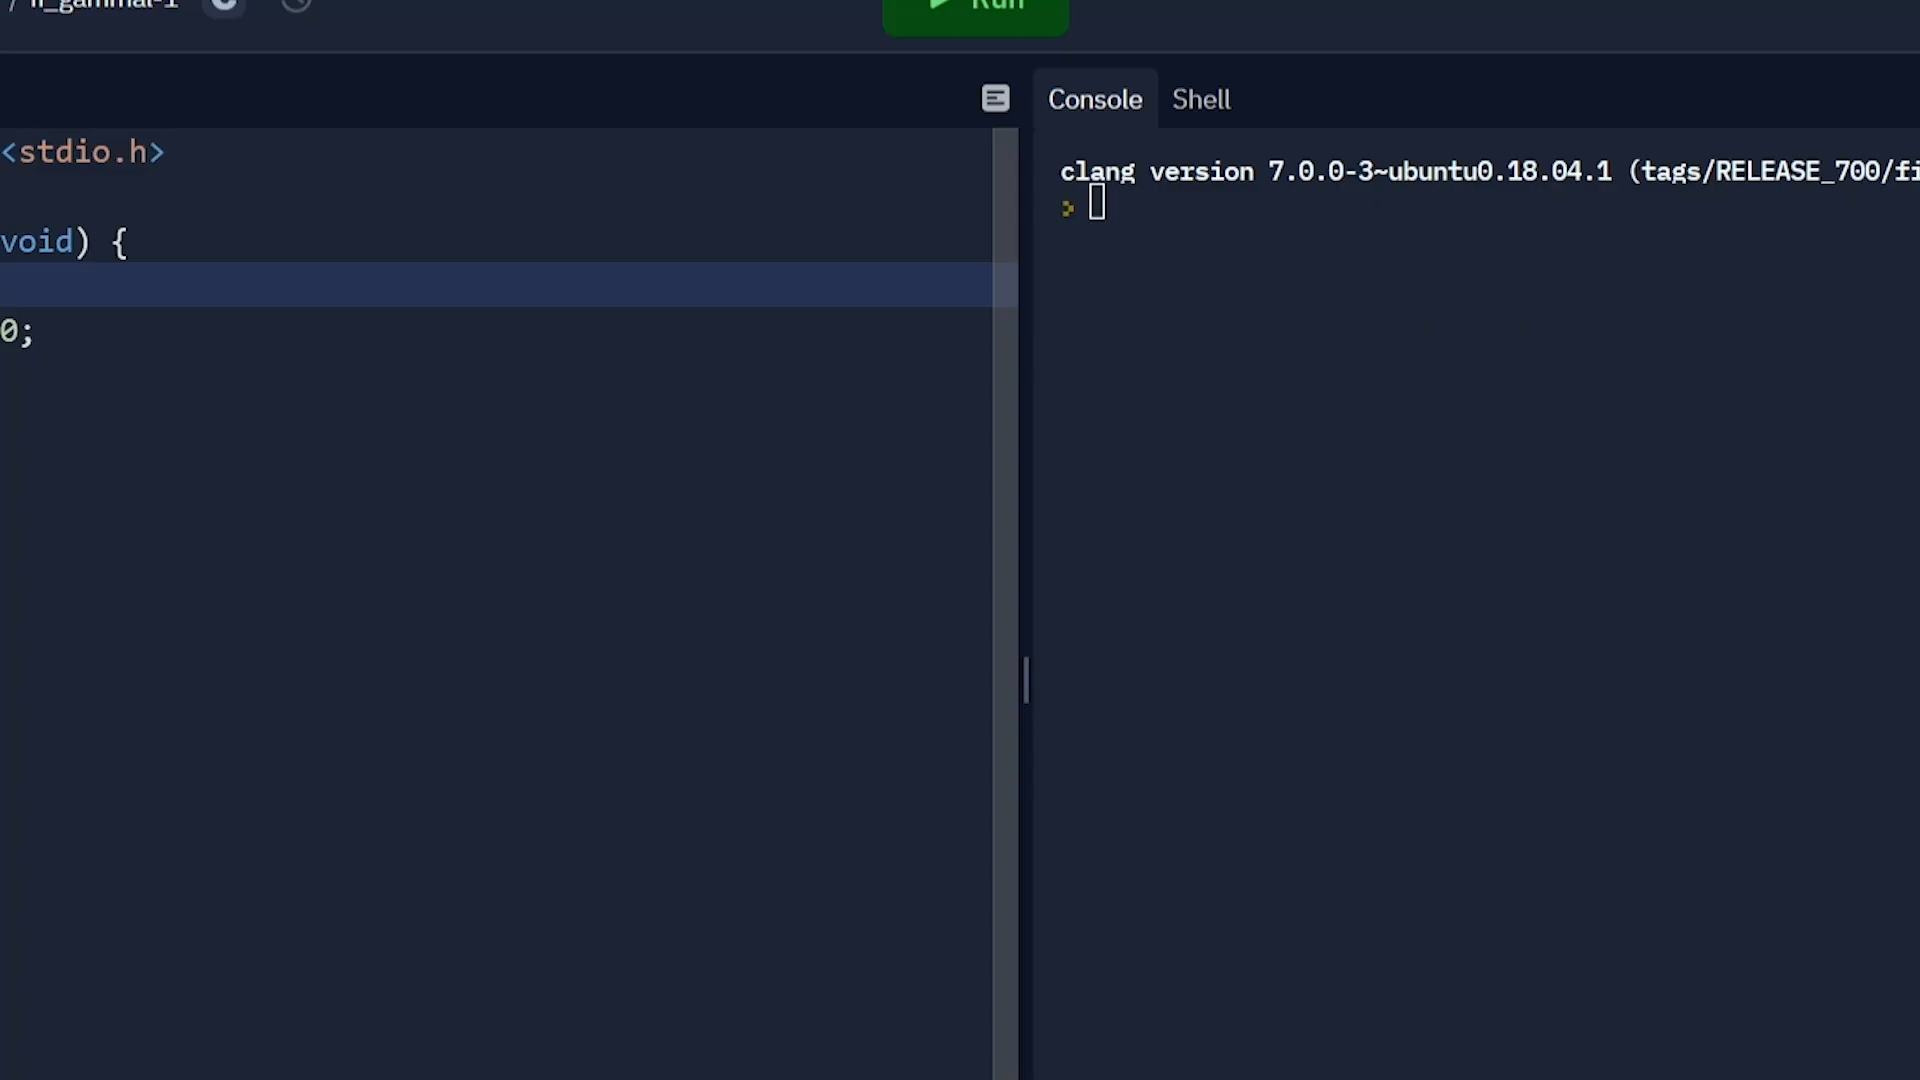 Run
Console Shell
<stdio.h>
void) {
0;
clang version 7.0.0-3~ubuntu0.18.04.1 (tags/RELEASE_700/fi
>